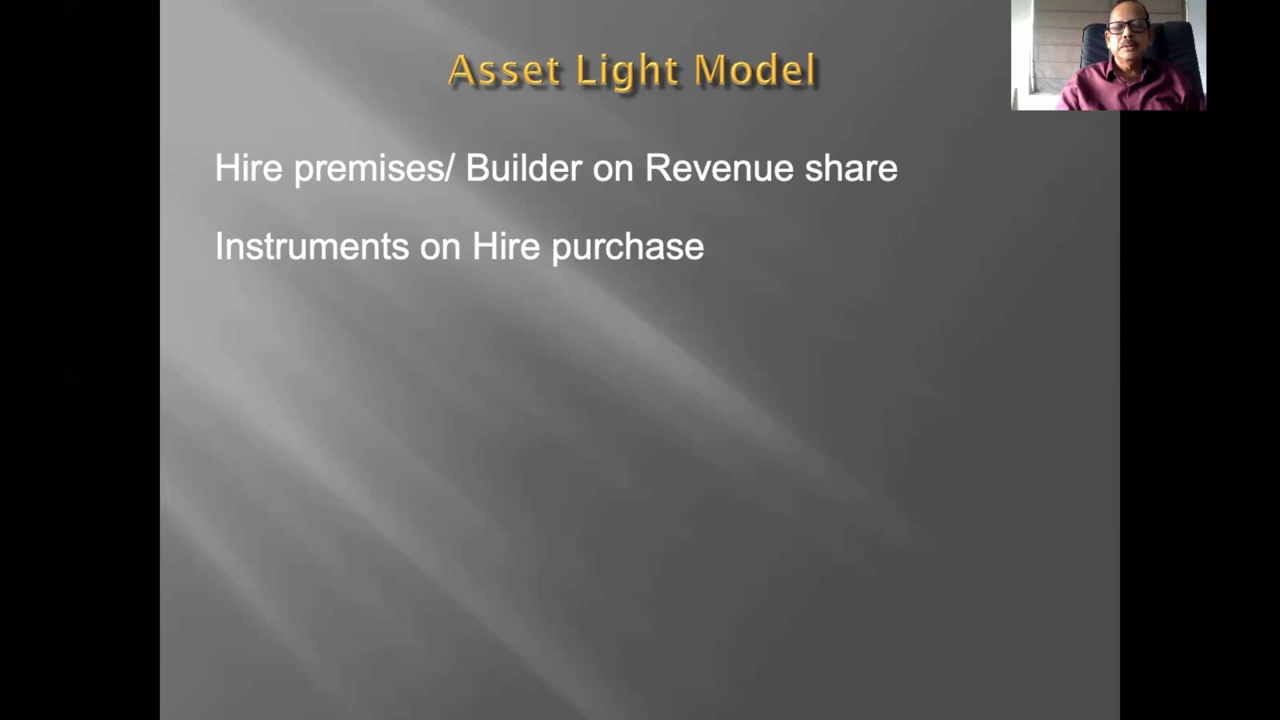 Asset Light Model
Hire premises/ Builder on Revenue share
Instruments on Hire purchase